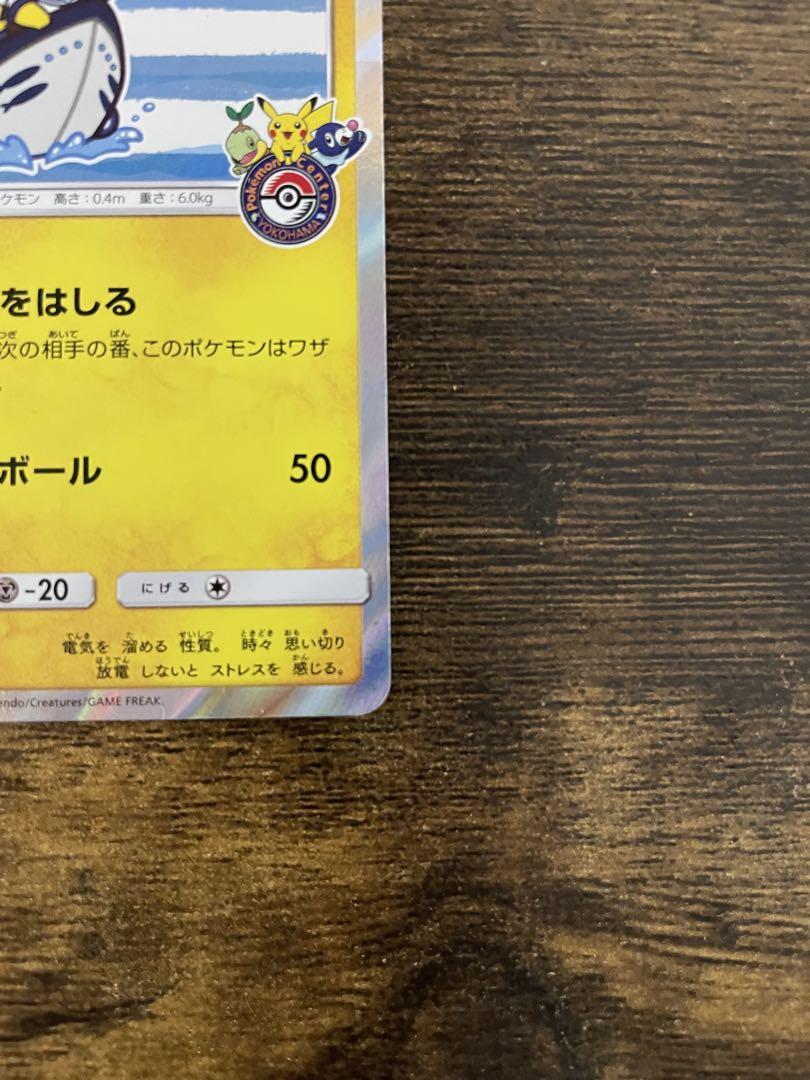 Pokémon Center
YOKOHAMA
ケモン 高さ:0.4m 重さ:6.0kg
をはしる
次の相手の番、このポケモンはワザ
ボール 50
-20 にげる
電気を 溜める 性質。 時々 思い切り
放電 しないと ストレスを 感じる。
endo/Creatures/GAME FREAK